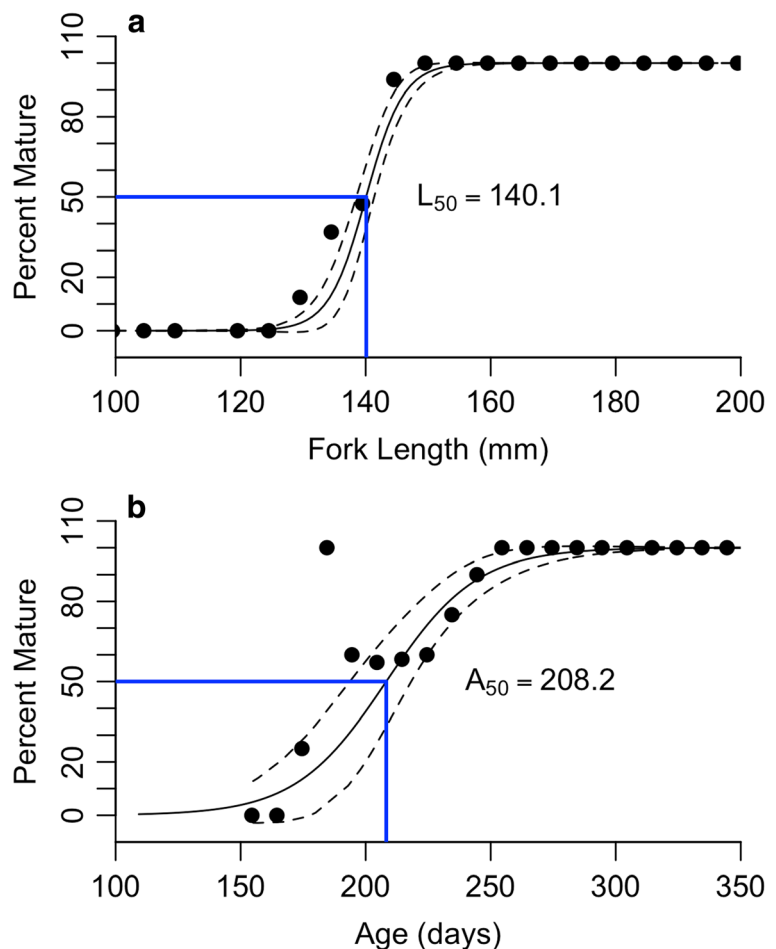 a
110
80
50
20
0
Percent Mature
L50 = 140.1
100 120 140 160 180 200
Fork Length (mm)
b
110
80
50
20
0
Percent Mature
A50 = 208.2
100 150 200 250 300 350
Age (days)